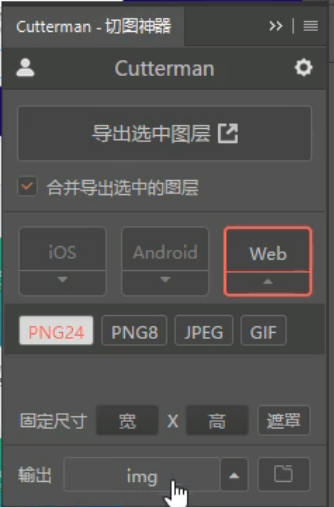 Cutterman - 切图神器
Cutterman
导出选中图层
合并导出选中的图层
iOS Android Web
PNG24 PNG8 JPEG GIF
固定尺寸 宽 X 高 遮罩
输出 img